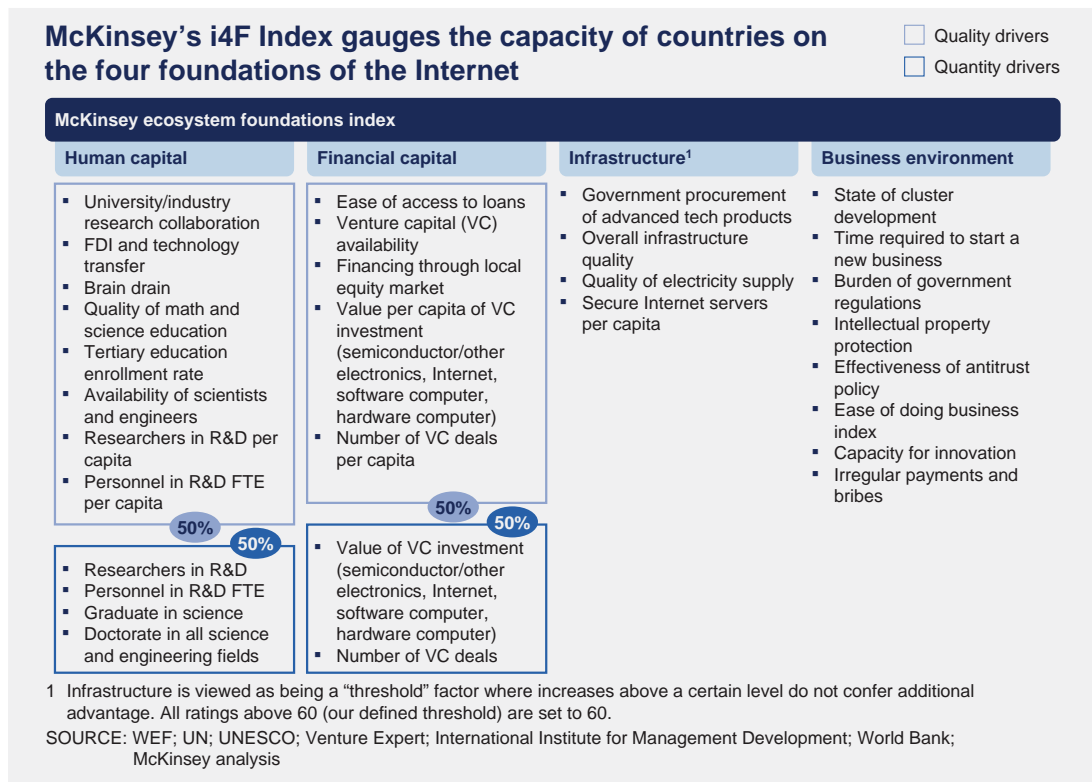 McKinsey's i4F Index gauges the capacity of countries on
the four foundations of the Internet
Quality drivers
Quantity drivers
McKinsey ecosystem foundations index
Human capital
▪ University/industry
research collaboration
▪ FDI and technology
transfer
▪ Brain drain
▪ Quality of math and
science education
▪ Tertiary education
enrollment rate
▪ Availability of scientists
and engineers
▪ Researchers in R&D per
capita
▪ Personnel in R&D FTE
per capita
50%
50%
▪ Researchers in R&D
▪ Personnel in R&D FTE
▪ Graduate in science
▪ Doctorate in all science
and engineering fields
Financial capital
▪ Ease of access to loans
▪ Venture capital (VC)
availability
▪ Financing through local
equity market
▪ Value per capita of VC
investment
(semiconductor/other
electronics, Internet,
software computer,
hardware computer)
▪ Number of VC deals
per capita
50%
50%
▪ Value of VC investment
(semiconductor/other
electronics, Internet,
software computer,
hardware computer)
▪ Number of VC deals
Infrastructure¹
▪ Government procurement
of advanced tech products
▪ Overall infrastructure
quality
▪ Quality of electricity supply
▪ Secure Internet servers
per capita
Business environment
▪ State of cluster
development
▪ Time required to start a
new business
▪ Burden of government
regulations
▪ Intellectual property
protection
▪ Effectiveness of antitrust
policy
▪ Ease of doing business
index
▪ Capacity for innovation
▪ Irregular payments and
bribes
1 Infrastructure is viewed as being a “threshold” factor where increases above a certain level do not confer additional
advantage. All ratings above 60 (our defined threshold) are set to 60.
SOURCE: WEF; UN; UNESCO; Venture Expert; International Institute for Management Development; World Bank;
McKinsey analysis